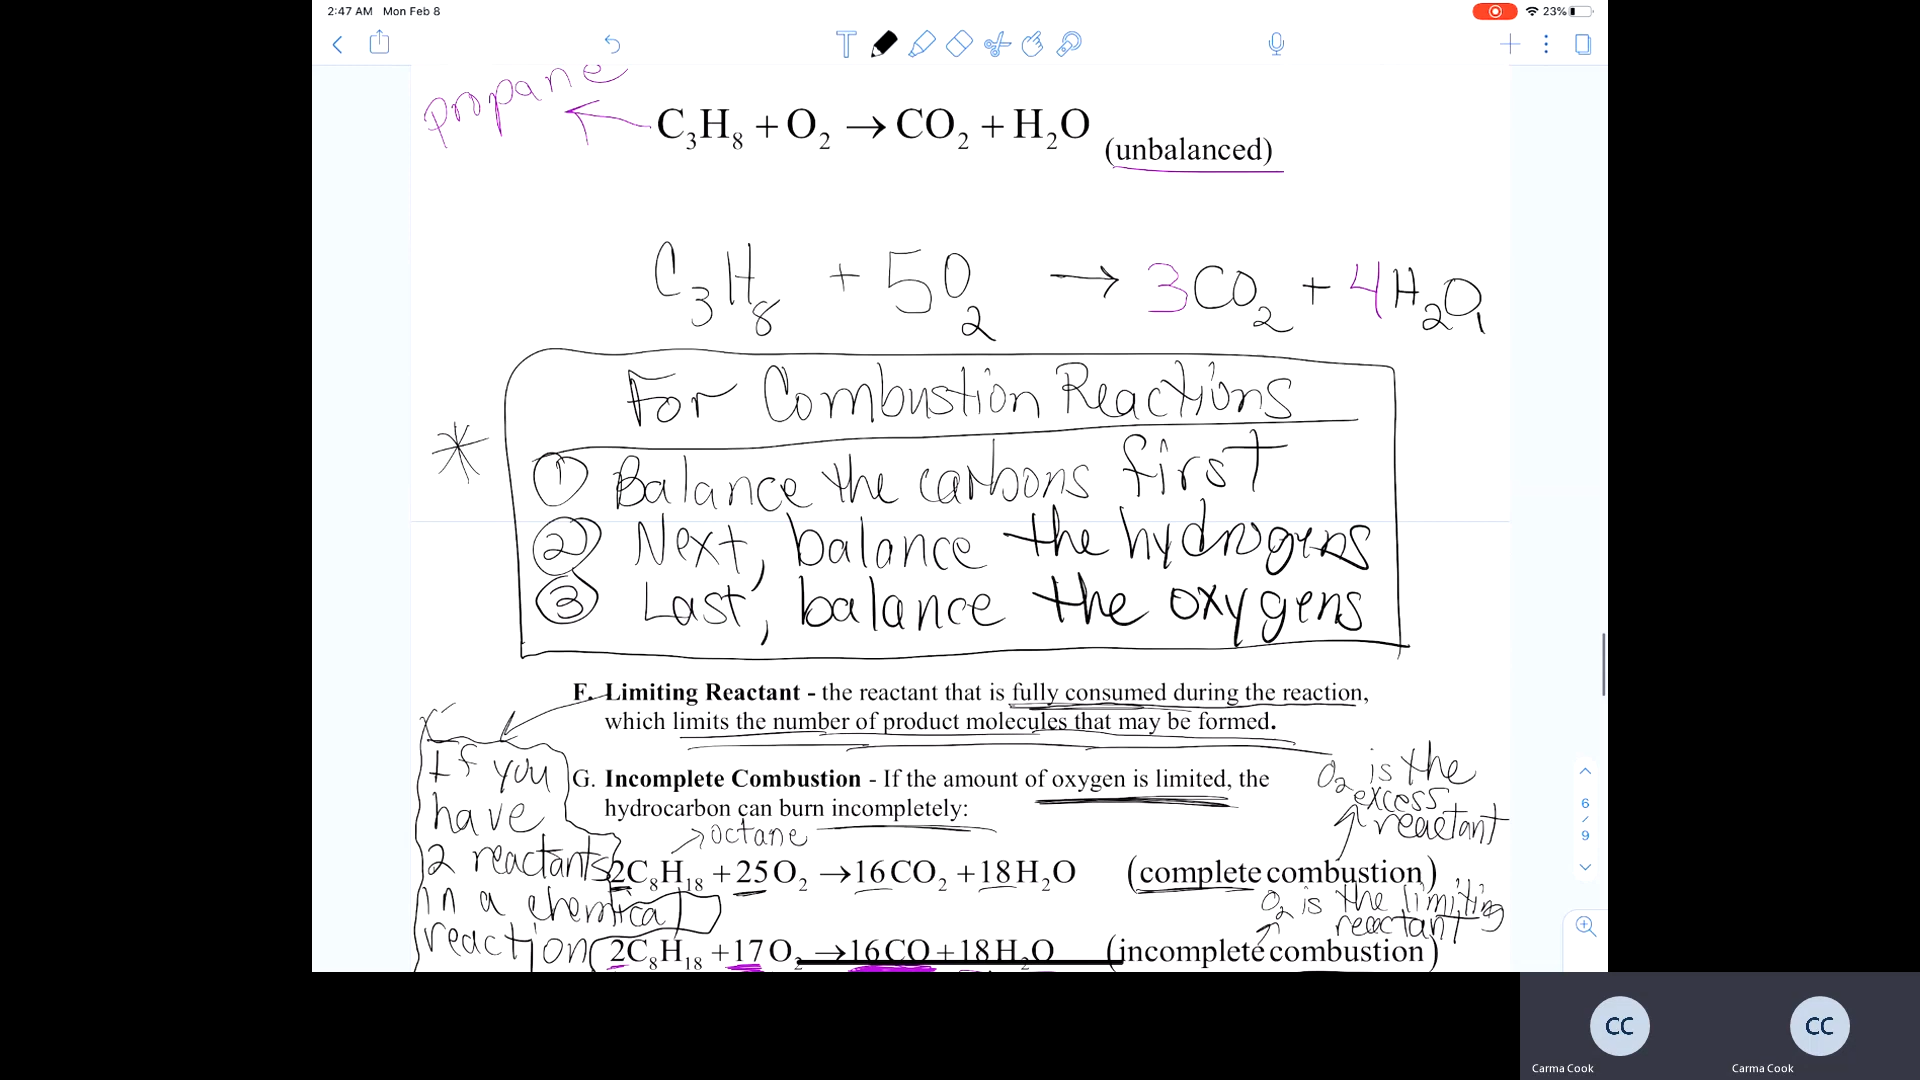 2:47 AM Mon Feb 8
23%
propane
C₃H₈ + O₂ → CO₂ + H₂O (unbalanced)
C₃H₈ + 5O₂ → 3CO₂ + 4H₂O₁
For Combustion Reactions
* ① Balance the carbons first
② Next, balance the hydrogens
③ Last, balance the oxygens
F. Limiting Reactant - the reactant that is fully consumed during the reaction,
which limits the number of product molecules that may be formed.
If you
have
2 reactants
in a chemical
reaction
G. Incomplete Combustion - If the amount of oxygen is limited, the
hydrocarbon can burn incompletely:
octane
O₂ is the
excess
reactant
2C₈H₁₈ + 25O₂ → 16CO₂ + 18H₂O (complete combustion)
O₂ is the limiting
reactant
2C₈H₁₈ + 17O₂ → 16CO + 18H₂O (incomplete combustion)
6
/
9
CC
CC
Carma Cook
Carma Cook